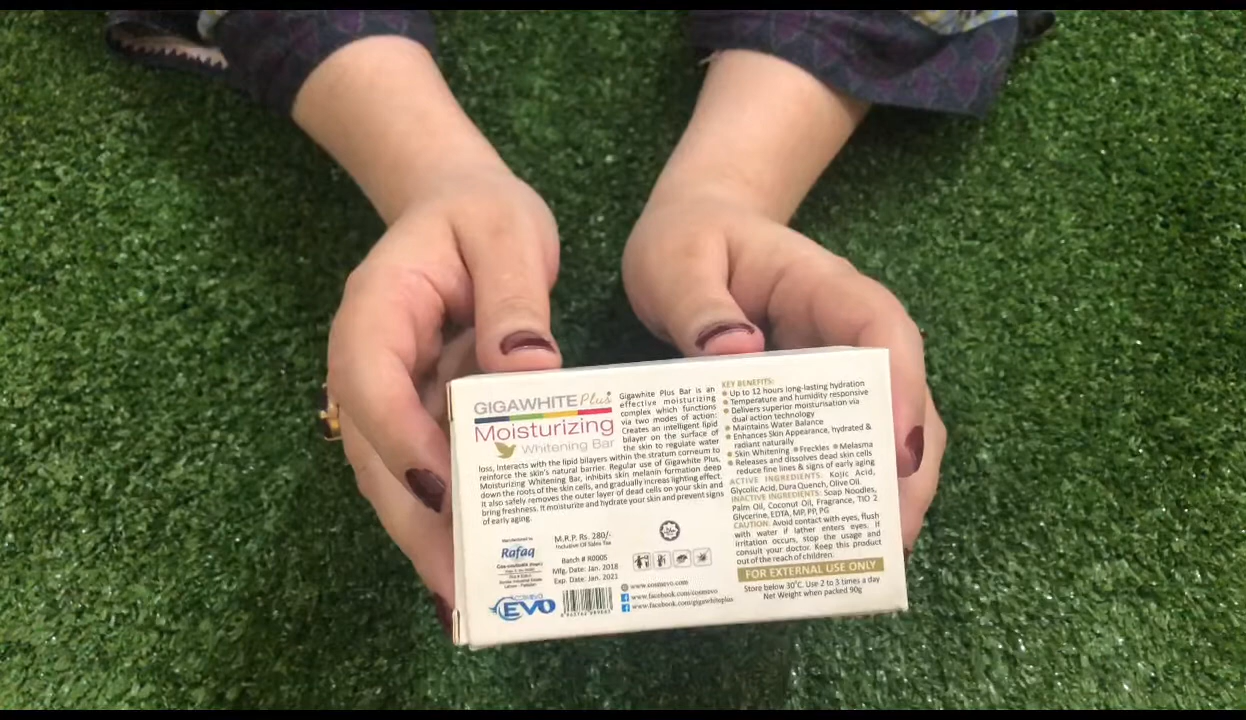 GIGAWHITE Plus
Moisturizing
Whitening Bar
Gigawhite Plus Bar is an
effective moisturizing
complex which functions
via two modes of action:
Creates an intelligent lipid
bilayer on the surface of
the skin to regulate water
loss, Interacts with the lipid bilayers within the stratum corneum to
reinforce the skin's natural barrier. Regular use of Gigawhite Plus,
Moisturizing Whitening Bar, inhibits skin melanin formation deep
down the roots of the skin cells, and gradually increas lighting effect.
It also safely removes the outer layer of dead cells on your skin and
bring freshness. It moisturize and hydrate your skin and prevent signs
of early aging.
Manufactured by
Rafaq
M.R.P. Rs. 280/-
Inclusive Of Sales Tax
Batch # R0005
Mfg. Date: Jan. 2018
Exp. Date: Jan. 2021
COSMEVO
EVO
www.cosmevo.com
www.facebook.com/cosmevo
www.facebook.com/gigawhiteplus
KEY BENEFITS:
Up to 12 hours long-lasting hydration
Temperature and humidity responsive
Delivers superior moisturisation via
dual action technology
Maintains Water Balance
Enhances Skin Appearance, hydrated &
radiant naturally
Skin Whitening Freckles Melasma
Releases and dissolves dead skin cells
reduce fine lines & signs of early aging
ACTIVE INGREDIENTS: Kojic Acid,
Glycolic Acid, Dura Quench, Olive Oil.
INACTIVE INGREDIENTS: Soap Noodles,
Palm Oil, Coconut Oil, Fragrance, TIO 2
Glycerine, EDTA, MP, PP, PG
CAUTION: Avoid contact with eyes, flush
with water if lather enters eyes. If
irritation occurs, stop the usage and
consult your doctor. Keep this product
out of the reach of children.
FOR EXTERNAL USE ONLY
Store below 30°C. Use 2 to 3 times a day
Net Weight when packed 90g